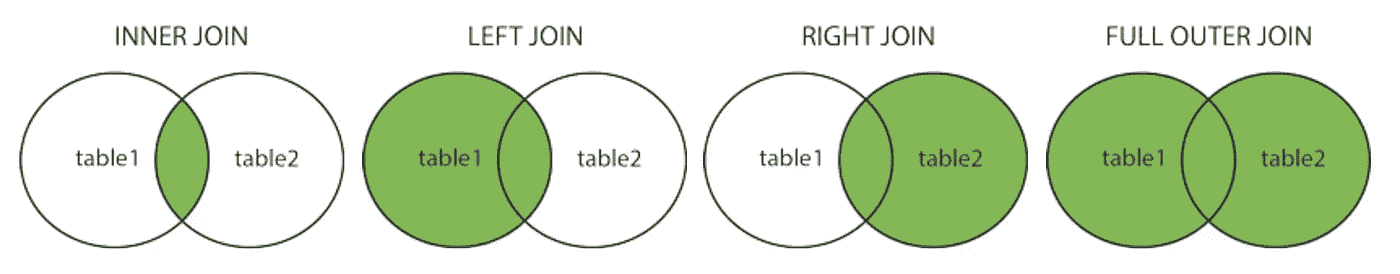 INNER JOIN
table1 table2
LEFT JOIN
table1 table2
RIGHT JOIN
table1 table2
FULL OUTER JOIN
table1 table2